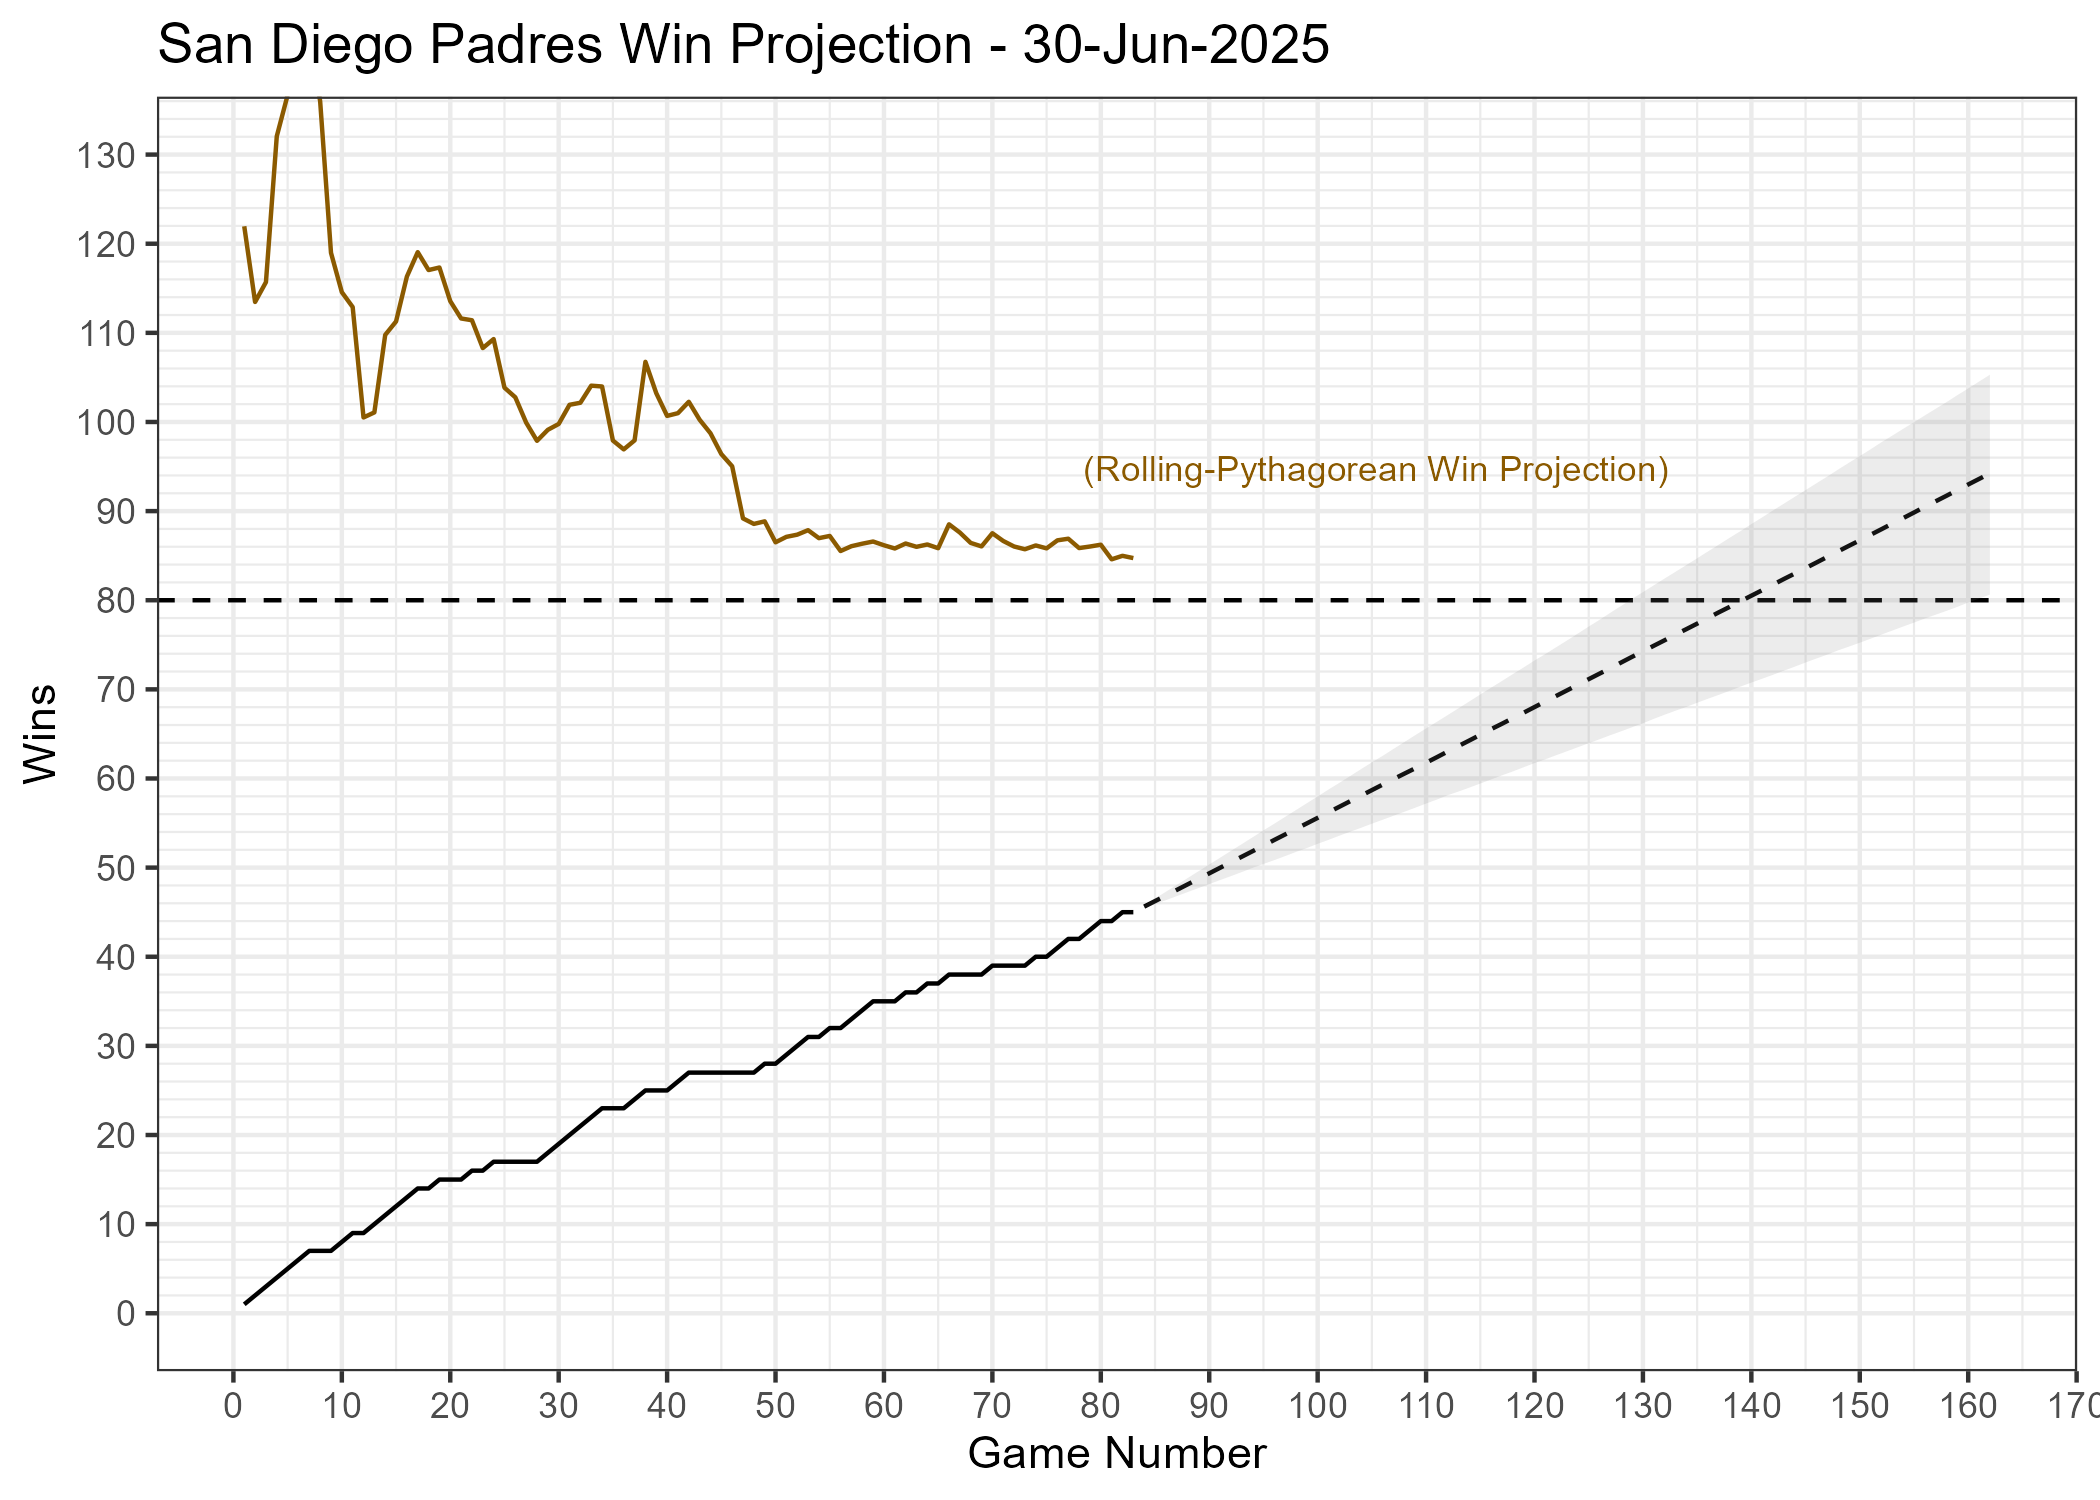 San Diego Padres Win Projection - 30-Jun-2025
130
120
110
100
90
80
70
60
50
40
30
20
10
0
Wins
(Rolling-Pythagorean Win Projection)
0 10 20 30 40 50 60 70 80 90 100 110 120 130 140 150 160 170
Game Number